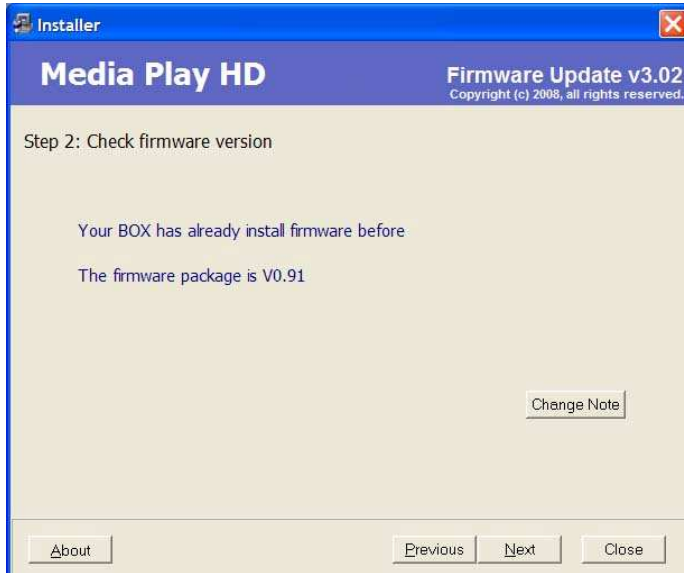 Installer
Media Play HD
Firmware Update v3.02
Copyright (c) 2008, all rights reserved.
Step 2: Check firmware version
Your BOX has already install firmware before
The firmware package is V0.91
Change Note
About
Previous
Next
Close